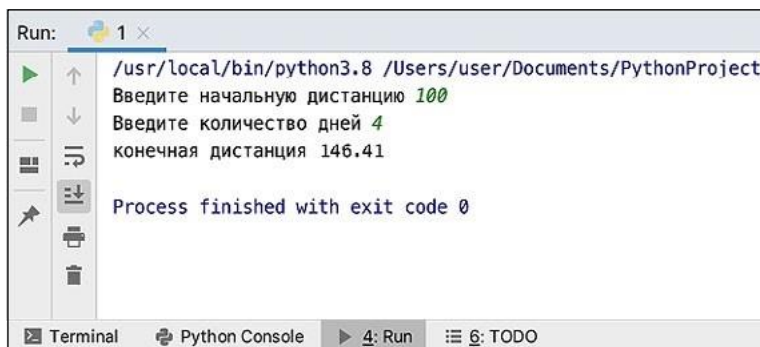 Run: 1 ×
/usr/local/bin/python3.8 /Users/user/Documents/PythonProject
Введите начальную дистанцию 100
Введите количество дней 4
конечная дистанция 146.41
Process finished with exit code 0
Terminal Python Console 4: Run 6: TODO